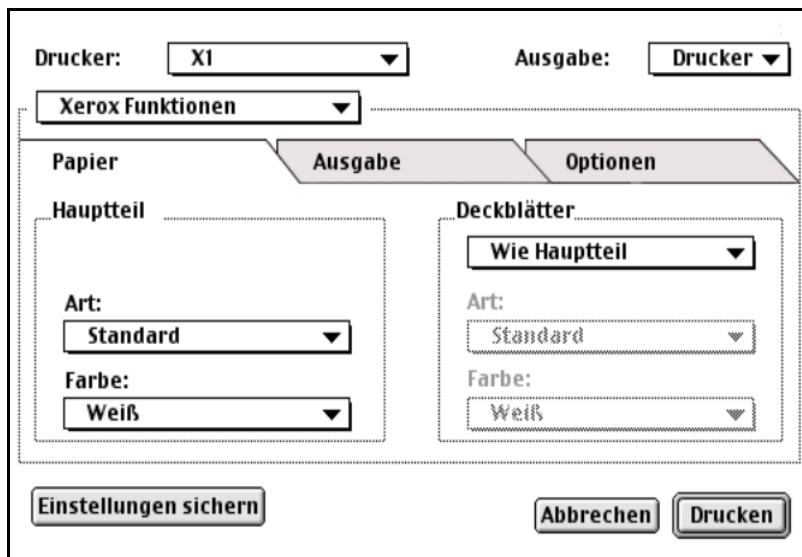 Drucker: X1 Ausgabe: Drucker
Xerox Funktionen
Papier Ausgabe Optionen
Hauptteil Deckblätter
Wie Hauptteil
Art: Art:
Standard Standard
Farbe: Farbe:
Weiß Weiß
Einstellungen sichern Abbrechen Drucken